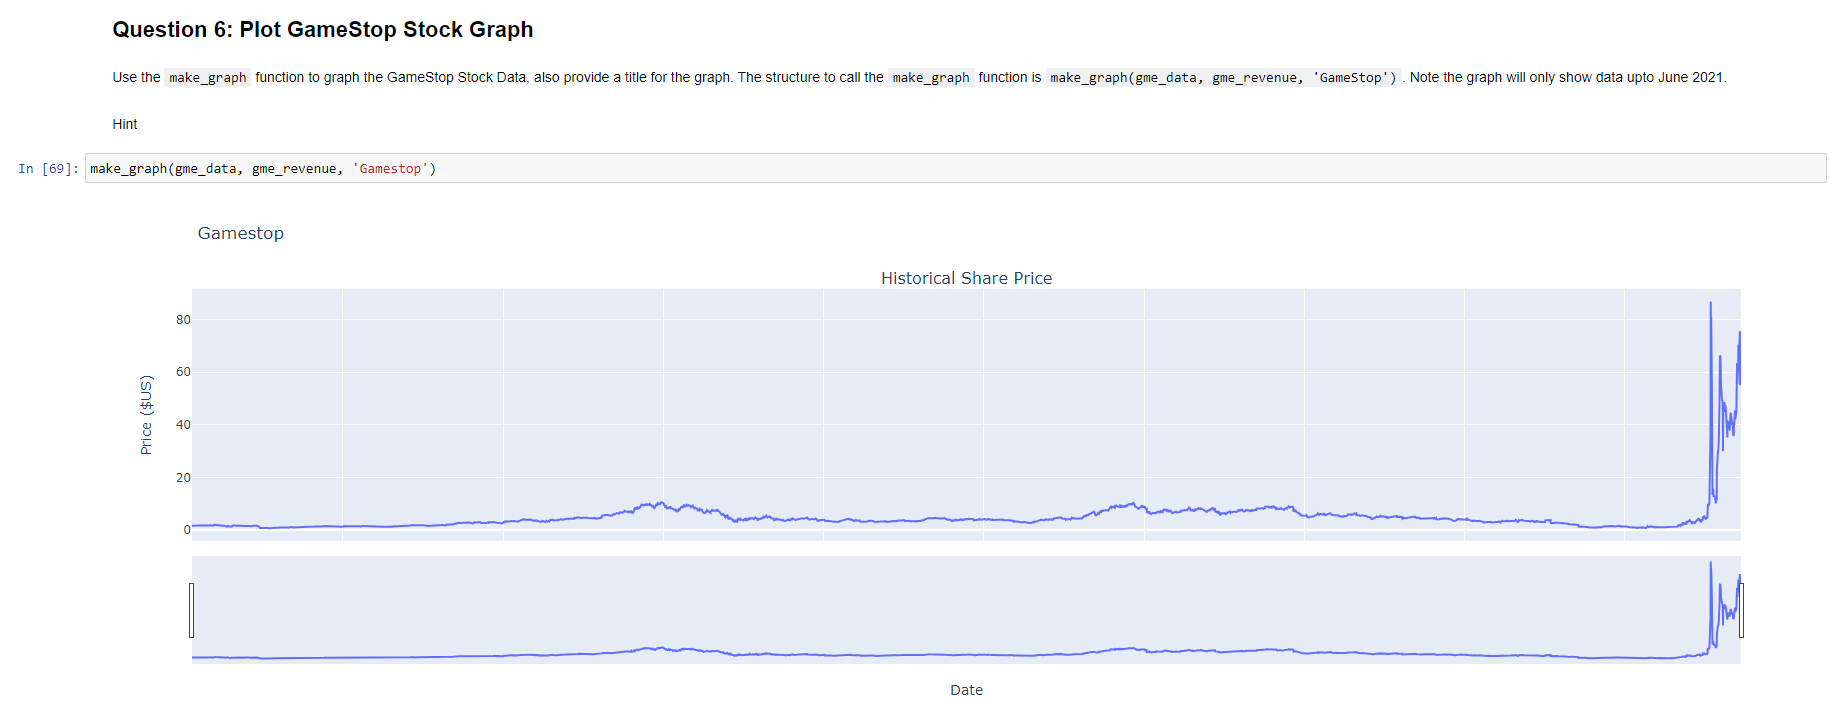 Question 6: Plot GameStop Stock Graph
Use the make_graph function to graph the GameStop Stock Data, also provide a title for the graph. The structure to call the make_graph function is make_graph(gme_data, gme_revenue, 'GameStop') . Note the graph will only show data upto June 2021.
Hint
In [69]: make_graph(gme_data, gme_revenue, 'Gamestop')
Gamestop
Historical Share Price
80
60
40
20
0
Price ($US)
Date